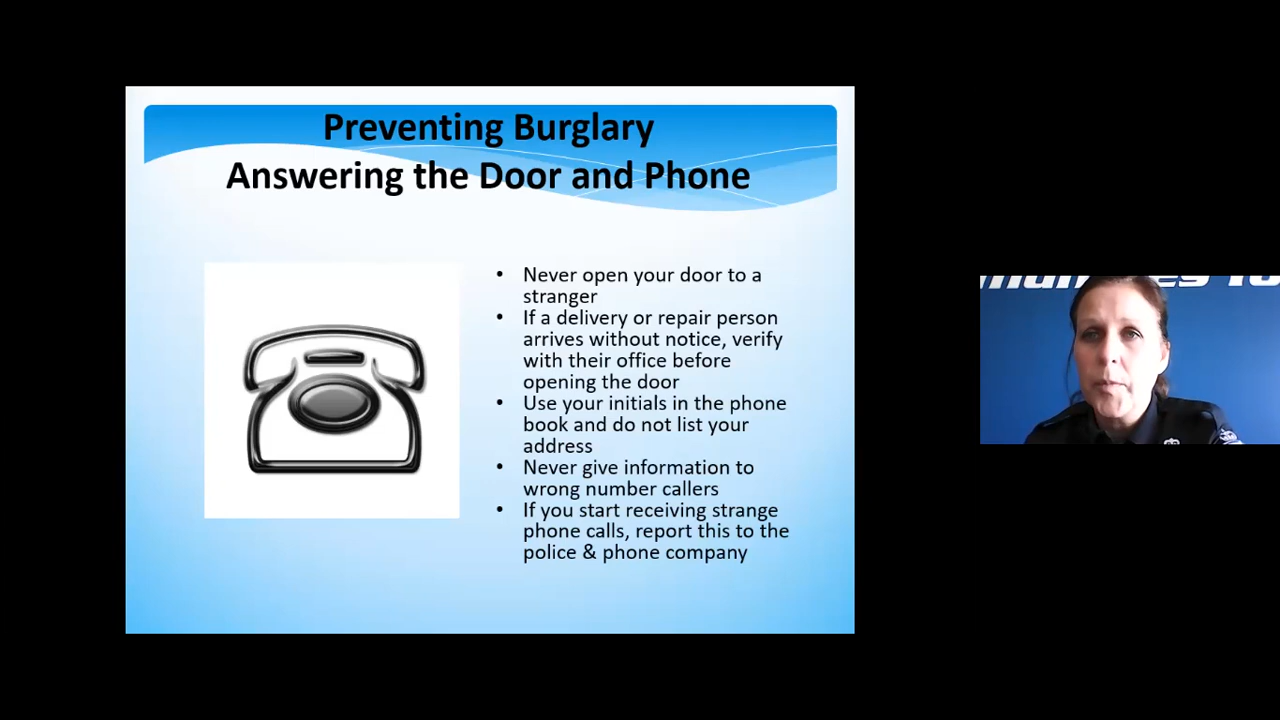 Preventing Burglary
Answering the Door and Phone
• Never open your door to a
stranger
• If a delivery or repair person
arrives without notice, verify
with their office before
opening the door
• Use your initials in the phone
book and do not list your
address
• Never give information to
wrong number callers
• If you start receiving strange
phone calls, report this to the
police & phone company